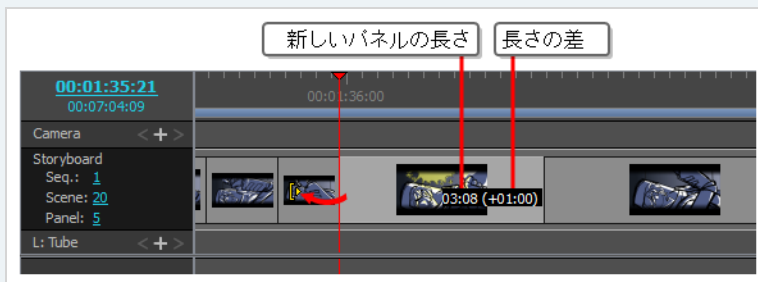 新しいパネルの長さ 長さの差
00:01:35:21
00:07:04:09
00:01:36:00
Camera
Storyboard
Seq.: 1
Scene: 20
Panel: 5
03:08 (+01:00)
L: Tube